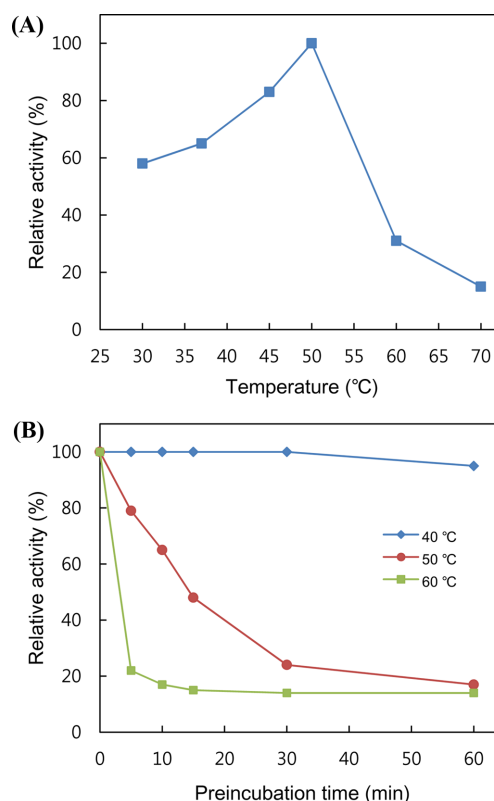 (A)
Relative activity (%)
100
80
60
40
20
0
25 30 35 40 45 50 55 60 65 70
Temperature (℃)
(B)
Relative activity (%)
100
80
60
40
20
0
40 ℃
50 ℃
60 ℃
0 10 20 30 40 50 60
Preincubation time (min)